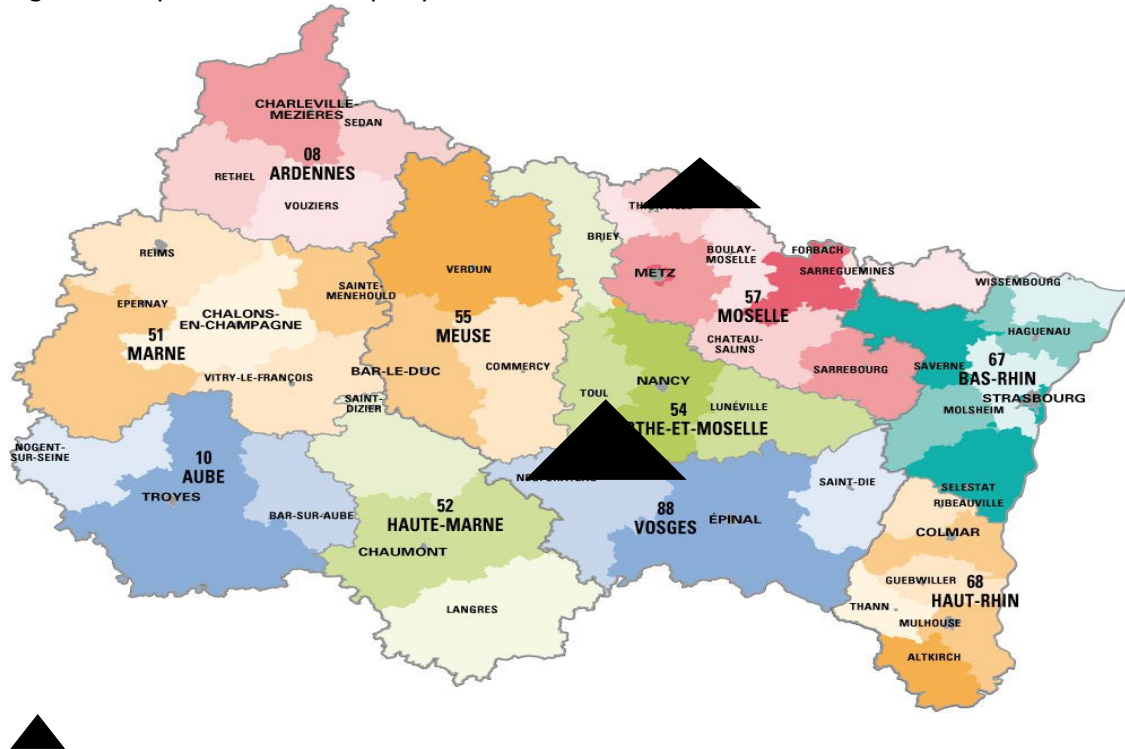 CHARLEVILLE-
MEZIERES
SEDAN
08
ARDENNES
RETHEL
VOUZIERS
REIMS
BRIEY
METZ
BOULAY-
MOSELLE
FORBACH
SARREGUEMINES
WISSEMBOURG
VERDUN
SAINTE-
MENEHOULD
EPERNAY
CHALONS-
EN-CHAMPAGNE
51
MARNE
55
MEUSE
57
MOSELLE
HAGUENAU
CHATEAU-
SALINS
SARREBOURG
SAVERNE
67
BAS-RHIN
STRASBOURG
MOLSHEIM
VITRY-LE-FRANÇOIS
BAR-LE-DUC
COMMERCY
SAINT-
DIZIER
TOUL
NANCY
54
LUNÉVILLE
THE-ET-MOSELLE
NOGENT-
SUR-SEINE
10
AUBE
TROYES
BAR-SUR-AUBE
52
HAUTE-MARNE
CHAUMONT
LANGRES
88
VOSGES
ÉPINAL
SAINT-DIE
SELESTAT
RIBEAUVILLE
COLMAR
GUEBWILLER
68
HAUT-RHIN
THANN
MULHOUSE
ALTKIRCH